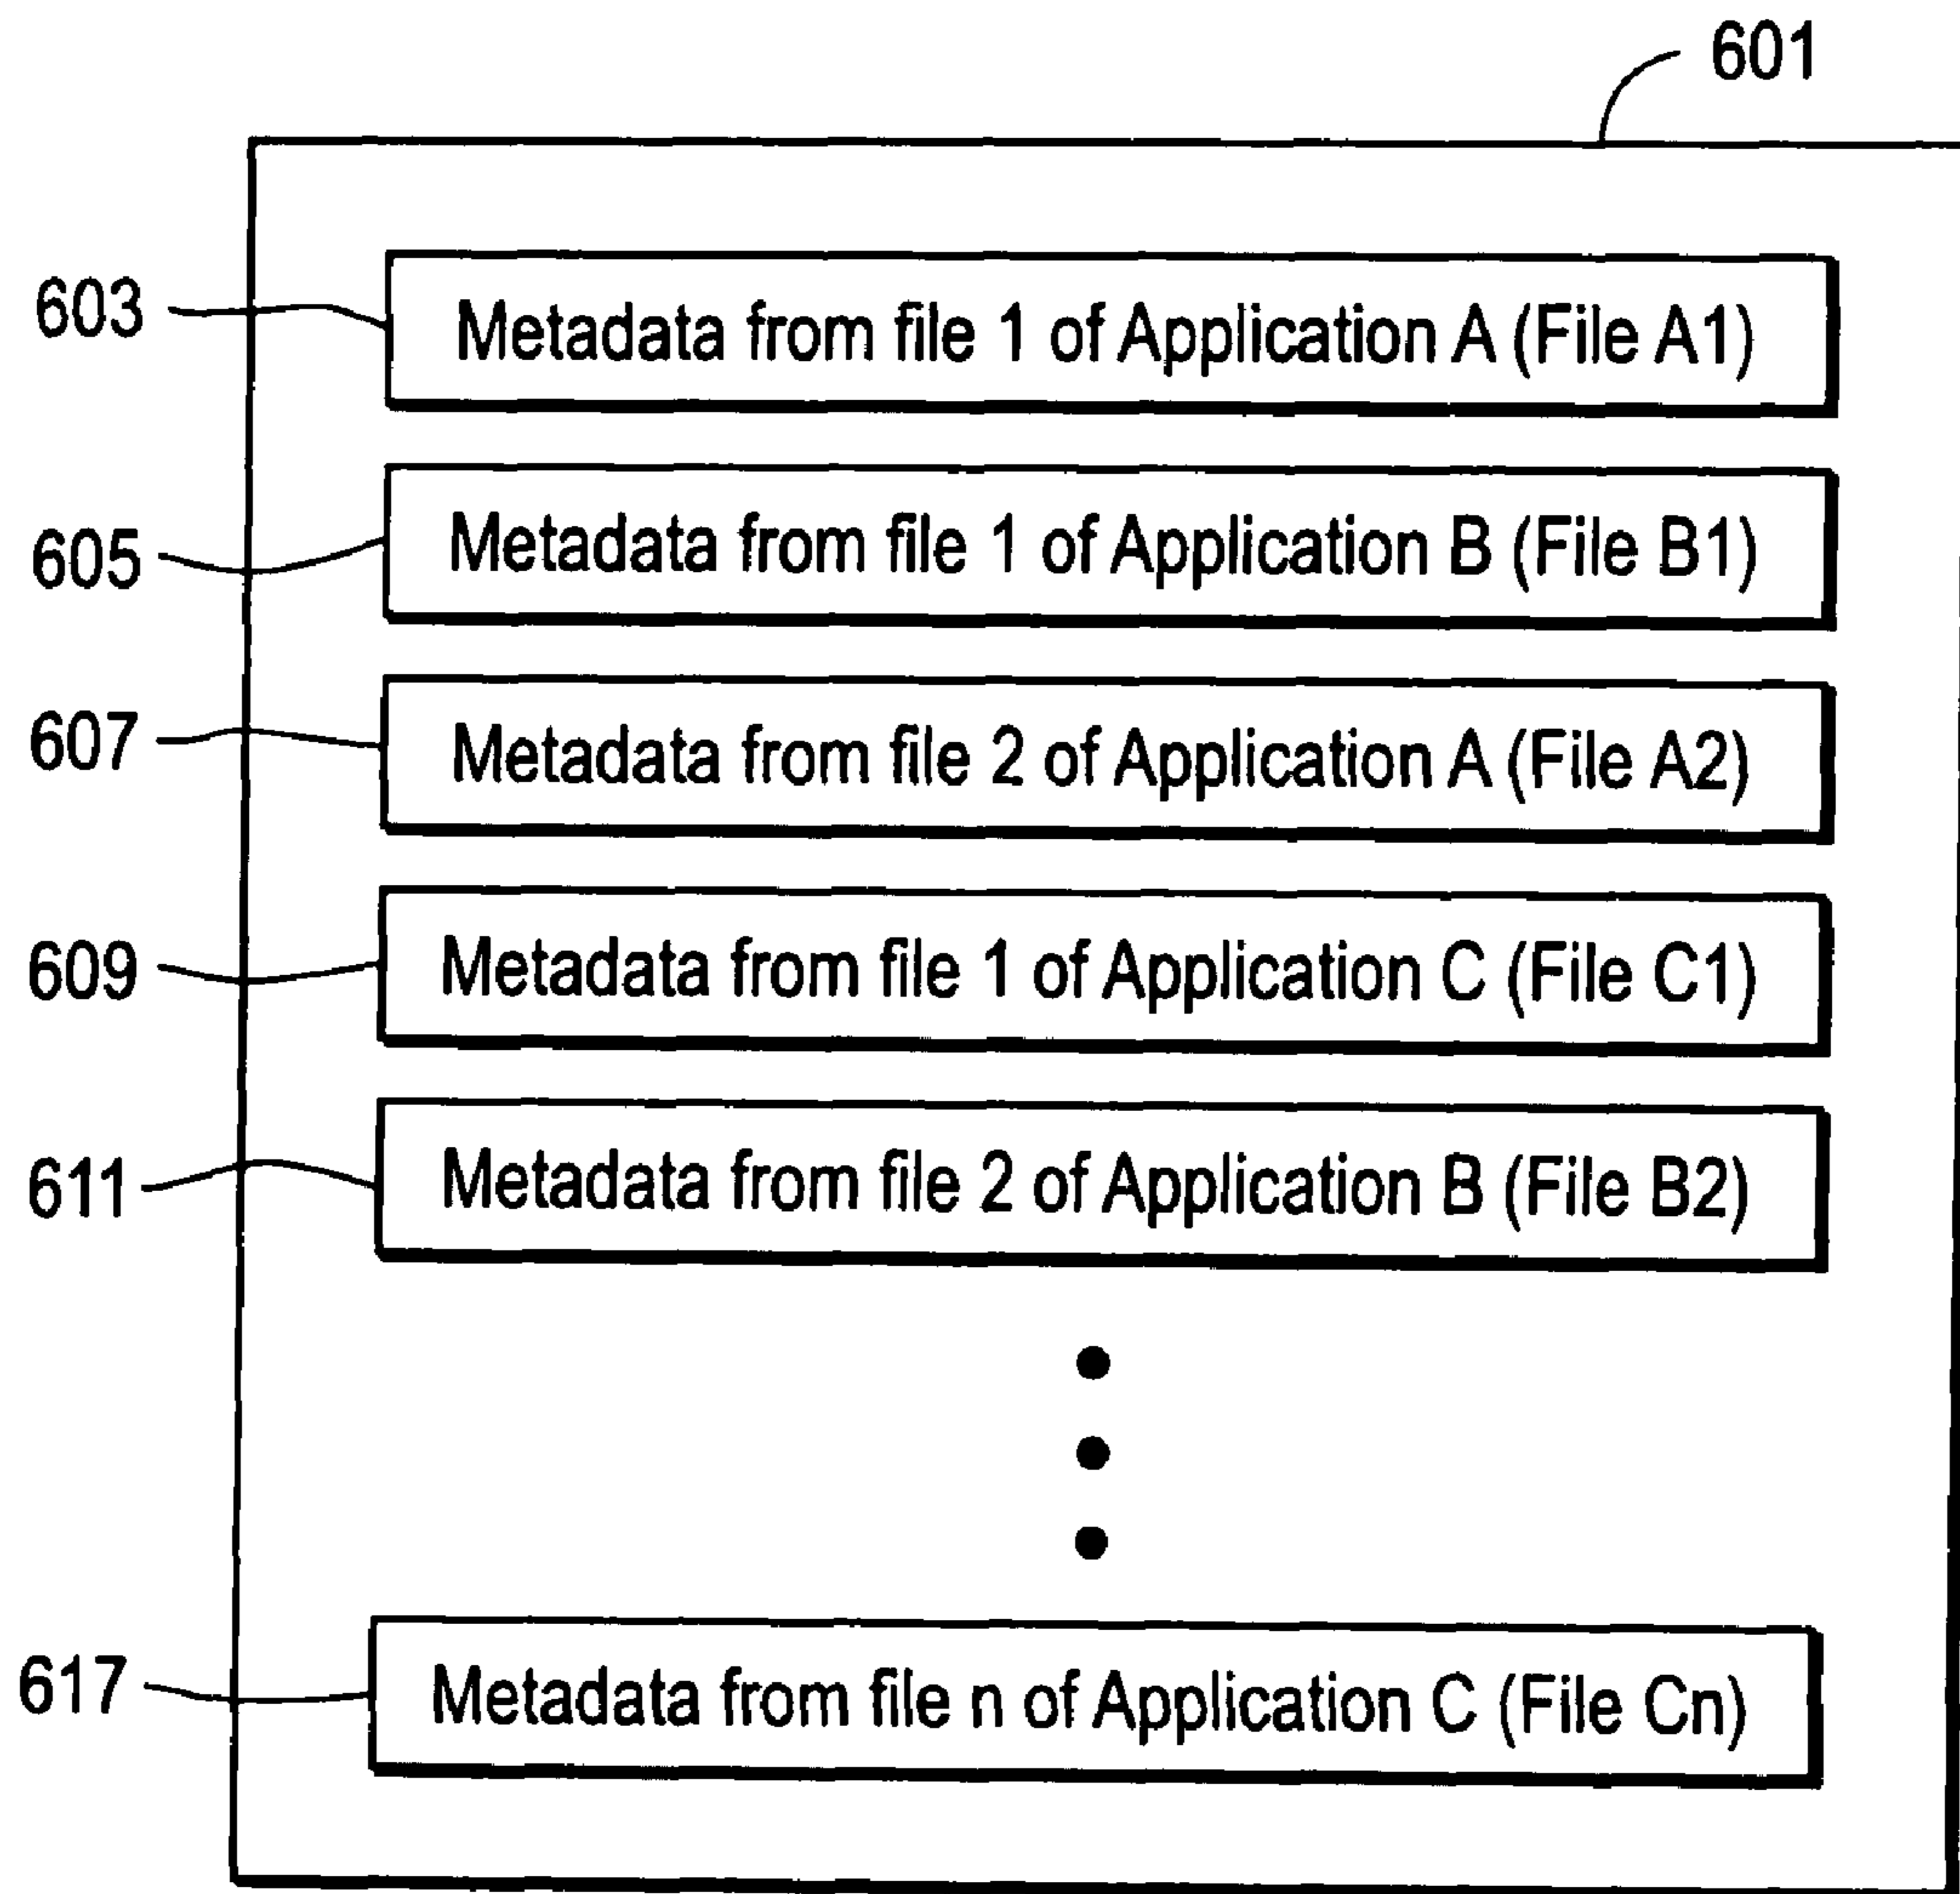 601
603 Metadata from file 1 of Application A (File A1)
605 Metadata from file 1 of Application B (File B1)
607 Metadata from file 2 of Application A (File A2)
609 Metadata from file 1 of Application C (File C1)
611 Metadata from file 2 of Application B (File B2)
617 Metadata from file n of Application C (File Cn)